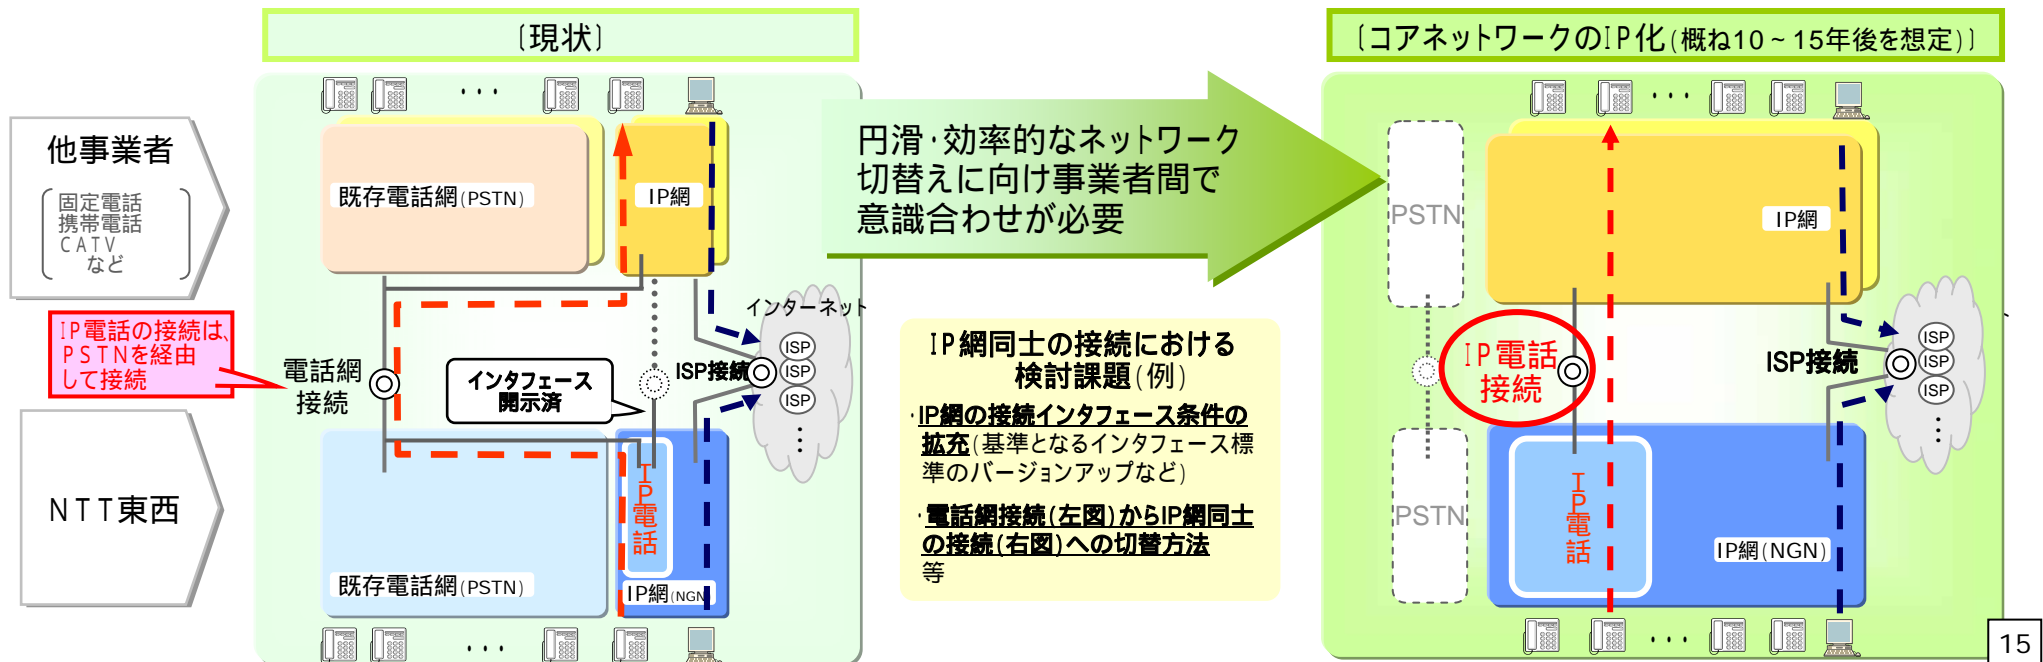 〔現状〕
〔コアネットワークのIP化(概ね10~15年後を想定)〕
他事業者
固定電話
携帯電話
CATV
など
既存電話網(PSTN)
IP網
円滑・効率的なネットワーク
切替えに向け事業者間で
意識合わせが必要
PSTN
IP網
IP電話の接続は、
PSTNを経由
して接続
電話網
接続
インタフェース
開示済
ISP接続
インターネット
ISP
ISP
ISP
IP網同士の接続における
検討課題(例)
・IP網の接続インタフェース条件の
拡充(基準となるインタフェース標
準のバージョンアップなど)
・電話網接続(左図)からIP網同士
の接続(右図)への切替方法
等
IP電話
接続
ISP接続
ISP
ISP
ISP
NTT東西
既存電話網(PSTN)
IP電話
IP網(NGN)
PSTN
IP電話
IP網(NGN)
15